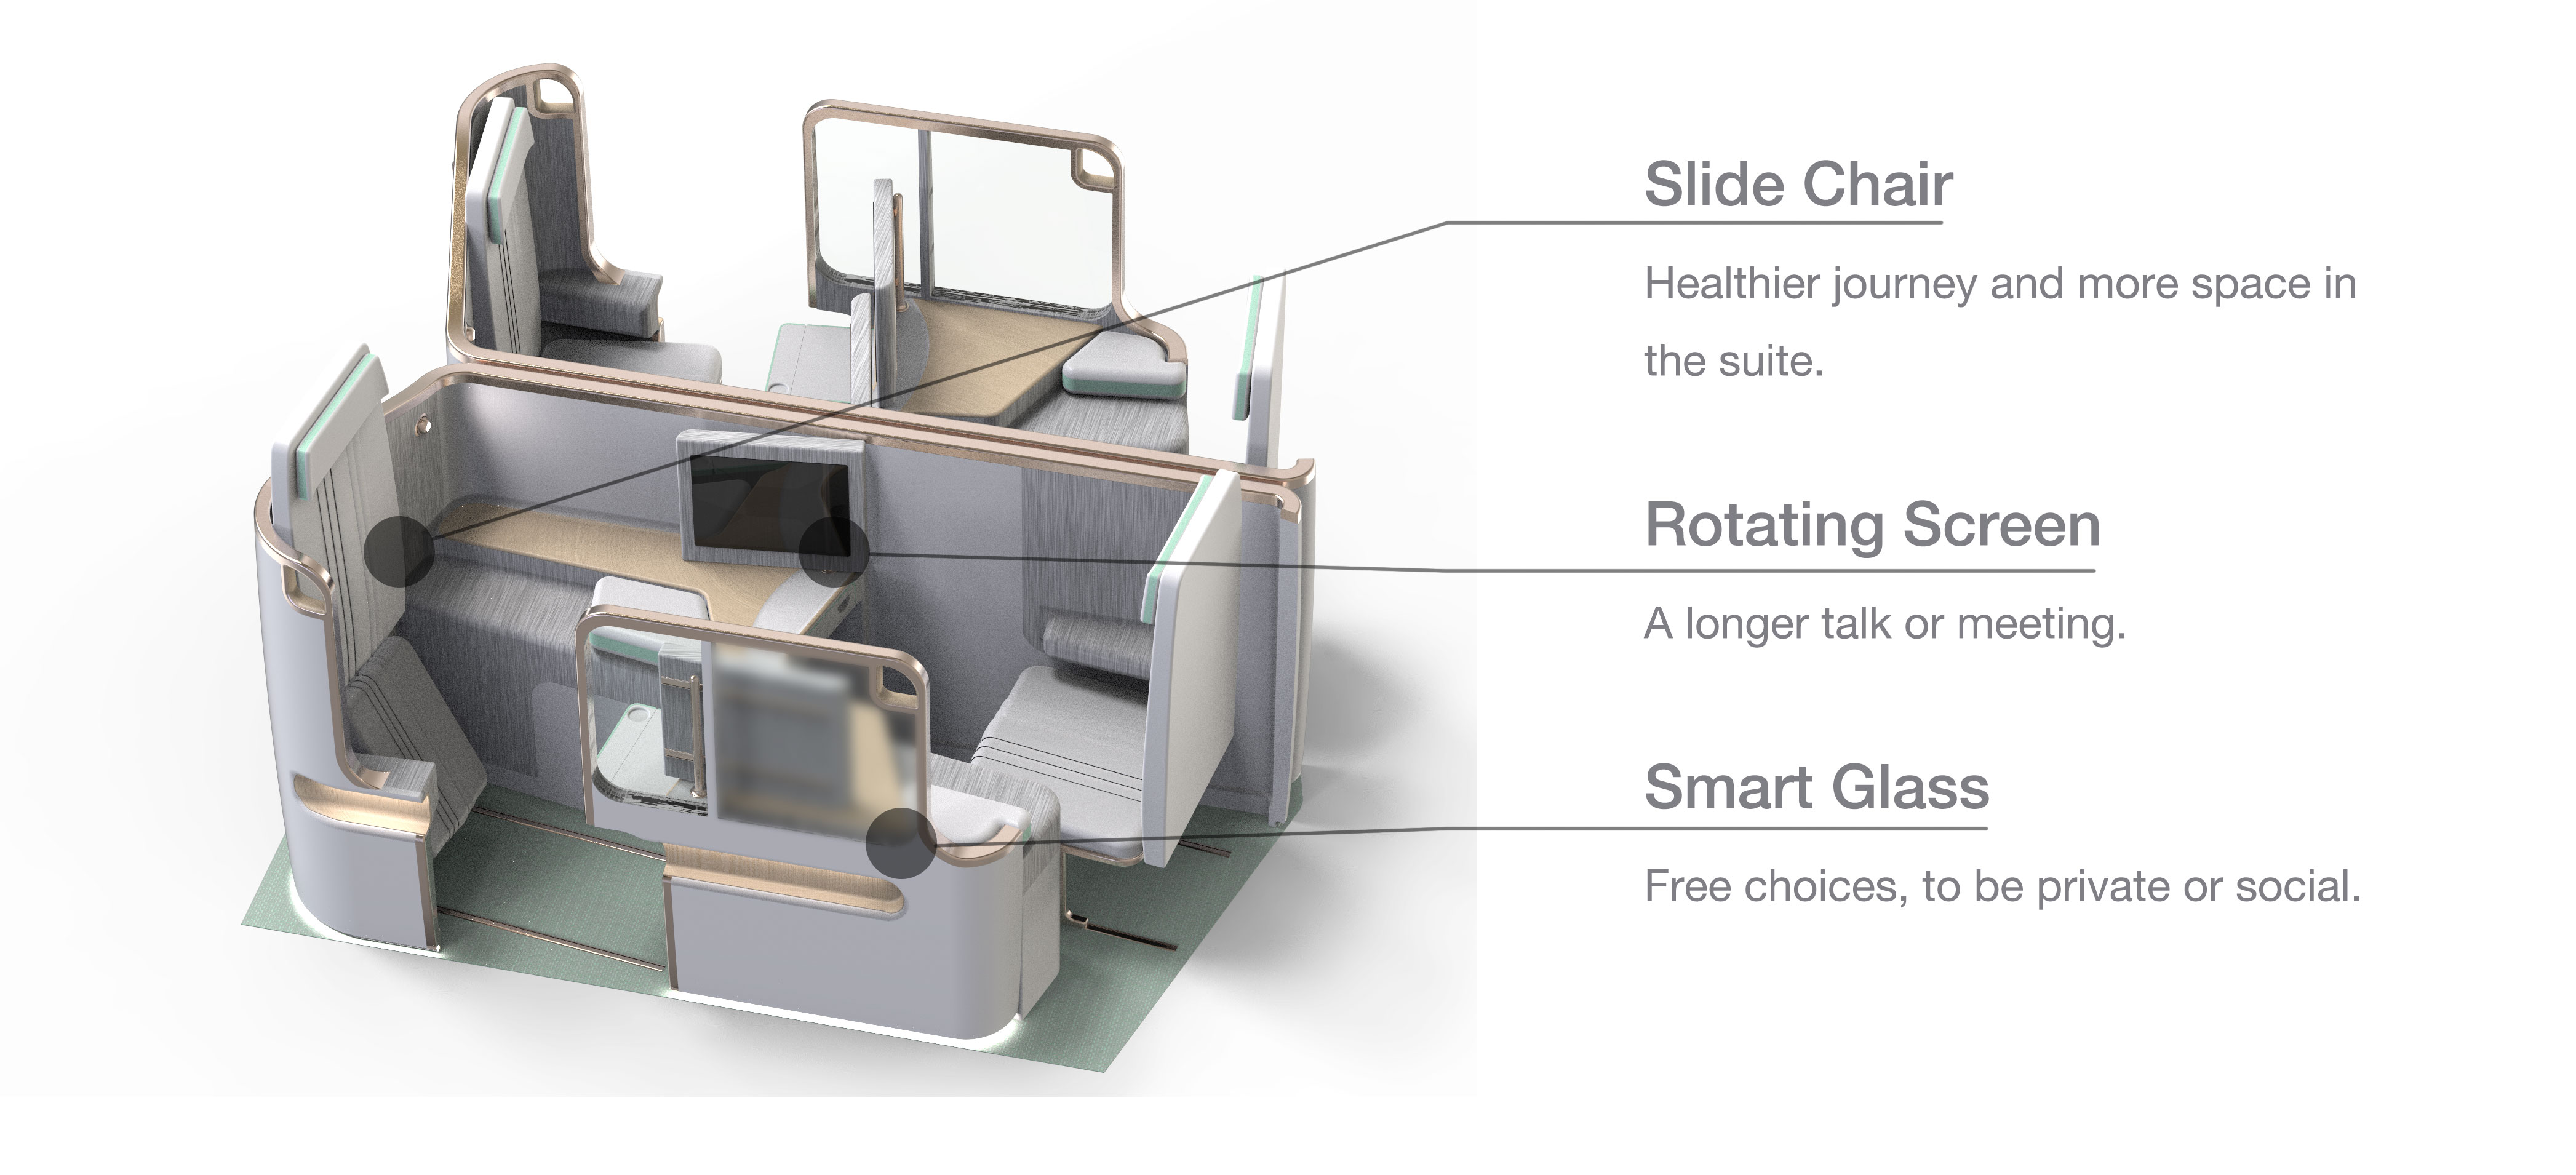 Slide Chair
Healthier journey and more space in
the suite.
Rotating Screen
A longer talk or meeting.
Smart Glass
Free choices, to be private or social.